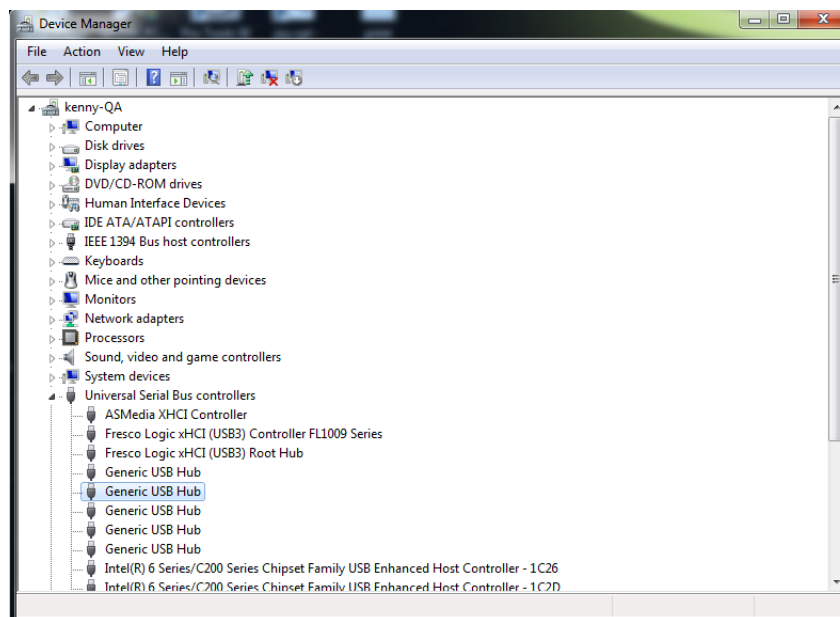 Device Manager
File Action View Help
kenny-QA
Computer
Disk drives
Display adapters
DVD/CD-ROM drives
Human Interface Devices
IDE ATA/ATAPI controllers
IEEE 1394 Bus host controllers
Keyboards
Mice and other pointing devices
Monitors
Network adapters
Processors
Sound, video and game controllers
System devices
Universal Serial Bus controllers
ASMedia XHCI Controller
Fresco Logic xHCI (USB3) Controller FL1009 Series
Fresco Logic xHCI (USB3) Root Hub
Generic USB Hub
Generic USB Hub
Generic USB Hub
Generic USB Hub
Generic USB Hub
Intel(R) 6 Series/C200 Series Chipset Family USB Enhanced Host Controller - 1C26
Intel(R) 6 Series/C200 Series Chipset Family USB Enhanced Host Controller - 1C2D